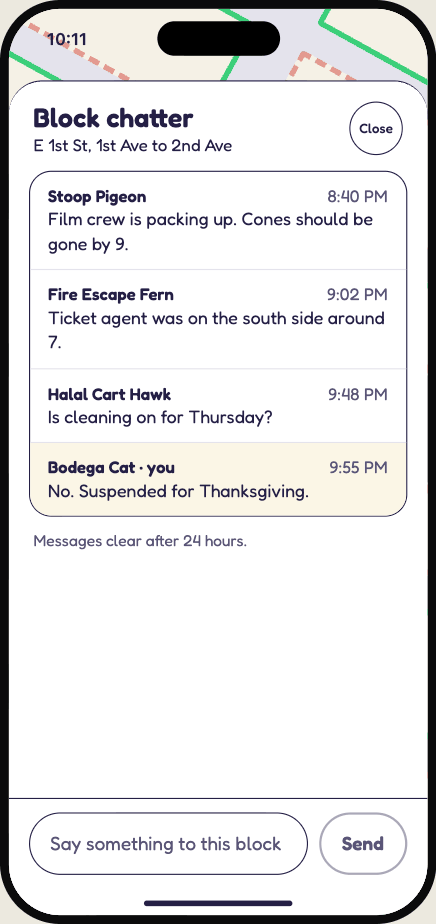 10:11
Block chatter
Close
E 1st St, 1st Ave to 2nd Ave
Stoop Pigeon 8:40 PM
Film crew is packing up. Cones should be
gone by 9.
Fire Escape Fern 9:02 PM
Ticket agent was on the south side around
7.
Halal Cart Hawk 9:48 PM
Is cleaning on for Thursday?
Bodega Cat · you 9:55 PM
No. Suspended for Thanksgiving.
Messages clear after 24 hours.
Say something to this block
Send